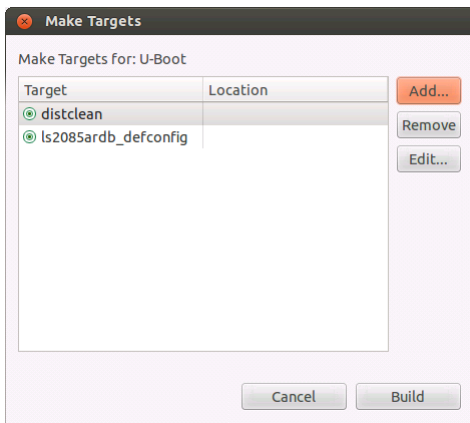 Make Targets
Make Targets for: U-Boot
Target Location
Add...
distclean
Remove
ls2085ardb_defconfig
Edit...
Cancel Build